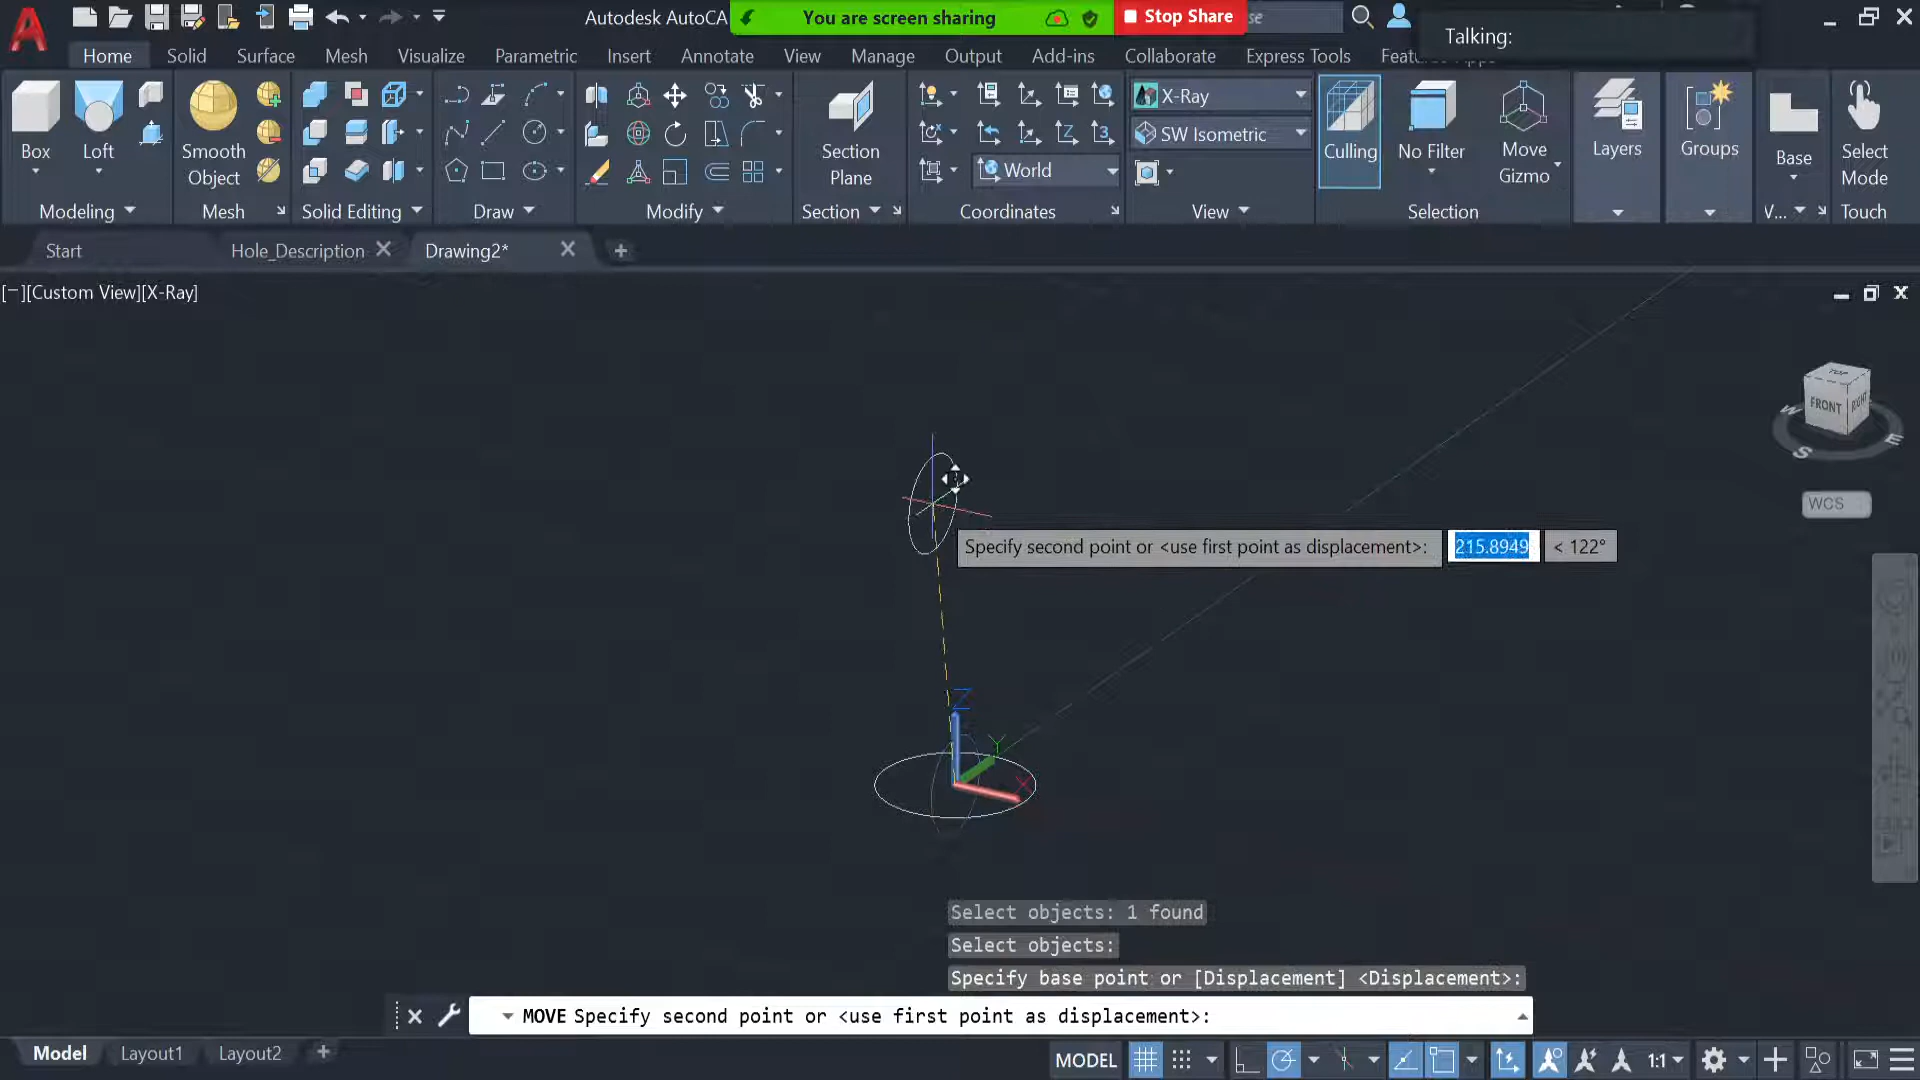 Autodesk AutoCA
You are screen sharing
Stop Share
se
Talking:
Home
Solid
Surface
Mesh
Visualize
Parametric
Insert
Annotate
View
Manage
Output
Add-ins
Collaborate
Express Tools
Box
Loft
Modeling
Smooth
Object
Mesh
Solid Editing
Draw
Modify
Section
Plane
Section
World
Coordinates
X-Ray
SW Isometric
View
Culling
No Filter
Move
Gizmo
Selection
Layers
Groups
Base
V...
Select
Mode
Touch
Start
Hole_Description
Drawing2*
[−][Custom View][X-Ray]
TOP
FRONT
RIGHT
W
S
E
WCS
Specify second point or <use first point as displacement>:
215.8949
< 122°
Z
Y
X
Select objects: 1 found
Select objects:
Specify base point or [Displacement] <Displacement>:
MOVE Specify second point or <use first point as displacement>:
Model
Layout1
Layout2
MODEL
1:1